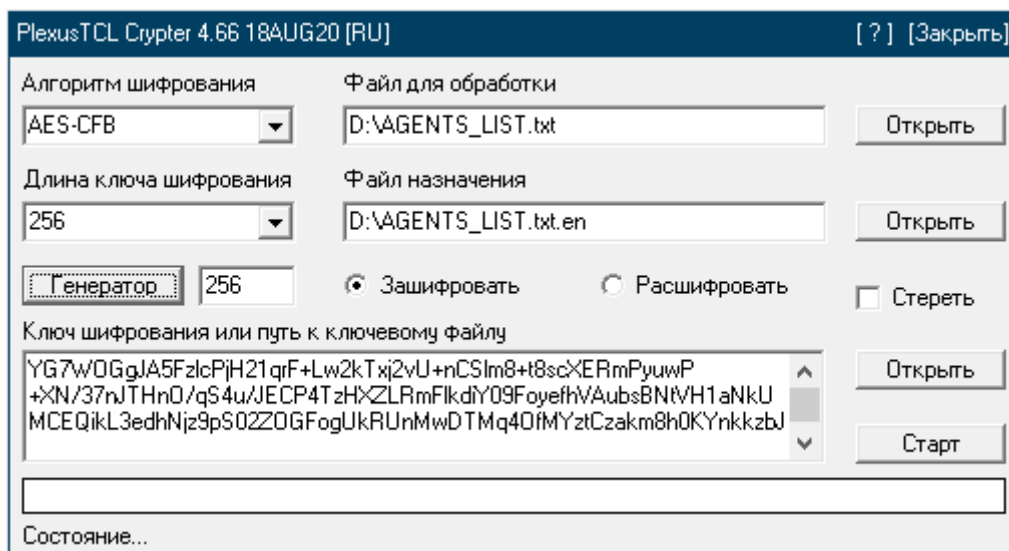 PlexusTCL Crypter 4.66 18AUG20 [RU] [ ? ] [Закрыть]
Алгоритм шифрования Файл для обработки
AES-CFB D:\AGENTS_LIST.txt Открыть
Длина ключа шифрования Файл назначения
256 D:\AGENTS_LIST.txt.en Открыть
Генератор 256 Зашифровать Расшифровать Стереть
Ключ шифрования или путь к ключевому файлу
YG7WOGgJA5FzlcPjH21qrF+Lw2kTxj2vU+nCSIm8+t8scXERmPyuwP Открыть
+XN/37nJTHnO/qS4u/JECP4TzHXZLRmFlkdiY09FoyefhVAubsBNtVH1aNkU
MCEQikL3edhNjz9pS02ZOGFogUkRUnMwDTMq4OfMYztCzakm8h0KYnkkzbJ
Старт
Состояние...